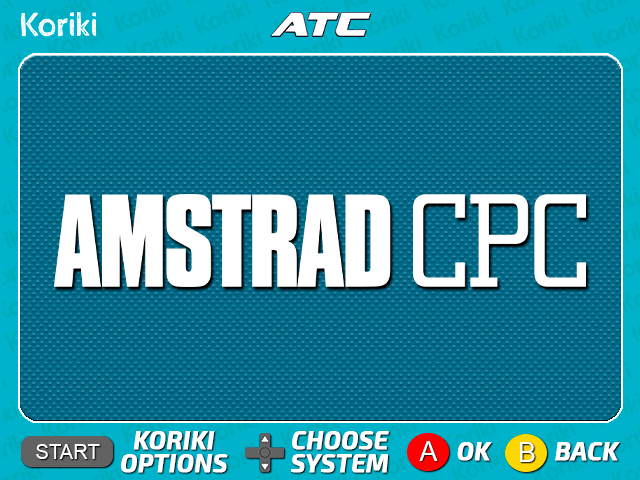 Koriki
ATC
AMSTRAD CPC
START
KORIKI
OPTIONS
CHOOSE
SYSTEM
A
OK
B
BACK